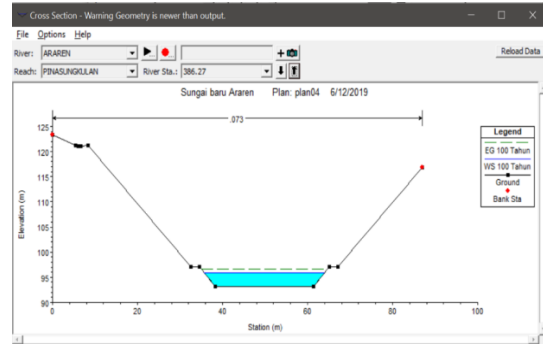 Cross Section - Warning Geometry is newer than output.
File Options Help
River: ARAREN
Reload Data
Reach: PINASUNGKULAN River Sta.: 386.27
Sungai baru Araren Plan: plan04 6/12/2019
.073
Legend
EG 100 Tahun
WS 100 Tahun
Ground
Bank Sta
125
120
115
110
105
100
95
90
Elevation (m)
0 20 40 60 80 100
Station (m)